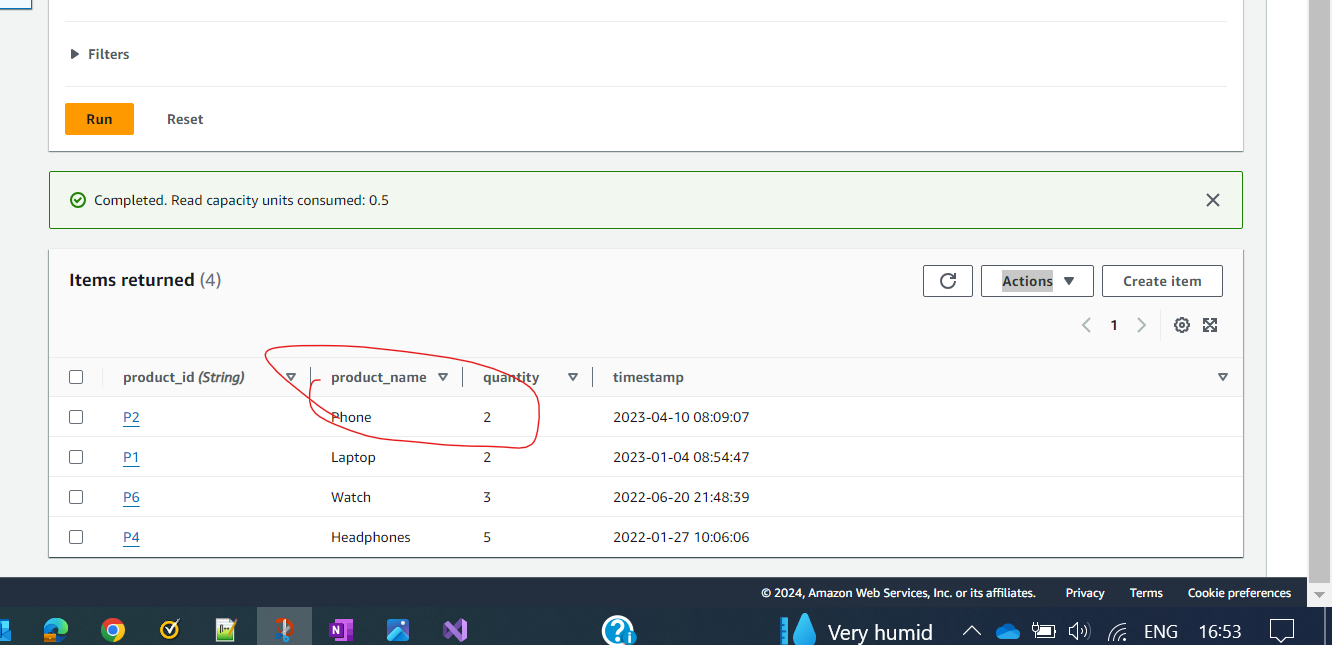 Filters
Run Reset
Completed. Read capacity units consumed: 0.5
Items returned (4)
Actions Create item
1
product_id (String) product_name quantity timestamp
P2 Phone 2 2023-04-10 08:09:07
P1 Laptop 2 2023-01-04 08:54:47
P6 Watch 3 2022-06-20 21:48:39
P4 Headphones 5 2022-01-27 10:06:06
© 2024, Amazon Web Services, Inc. or its affiliates. Privacy Terms Cookie preferences
Very humid ENG 16:53